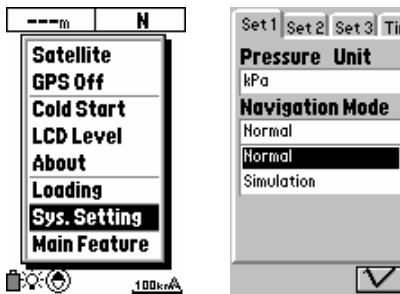 ---m N
Satellite
GPS Off
Cold Start
LCD Level
About
Loading
Sys. Setting
Main Feature
Set 1 Set 2 Set 3
Pressure Unit
kPa
Navigation Mode
Normal
Normal
Simulation